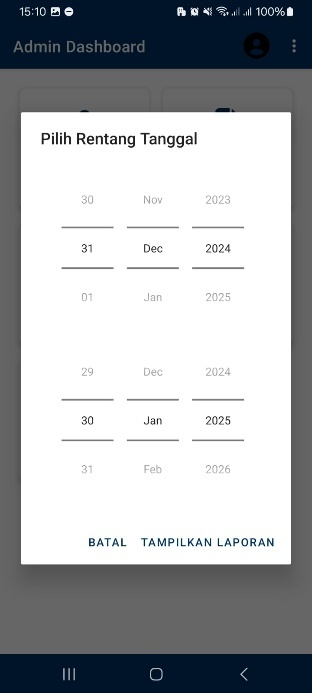 15:10 100%
Admin Dashboard
Pilih Rentang Tanggal
30 Nov 2023
31 Dec 2024
01 Jan 2025
29 Dec 2024
30 Jan 2025
31 Feb 2026
BATAL TAMPILKAN LAPORAN